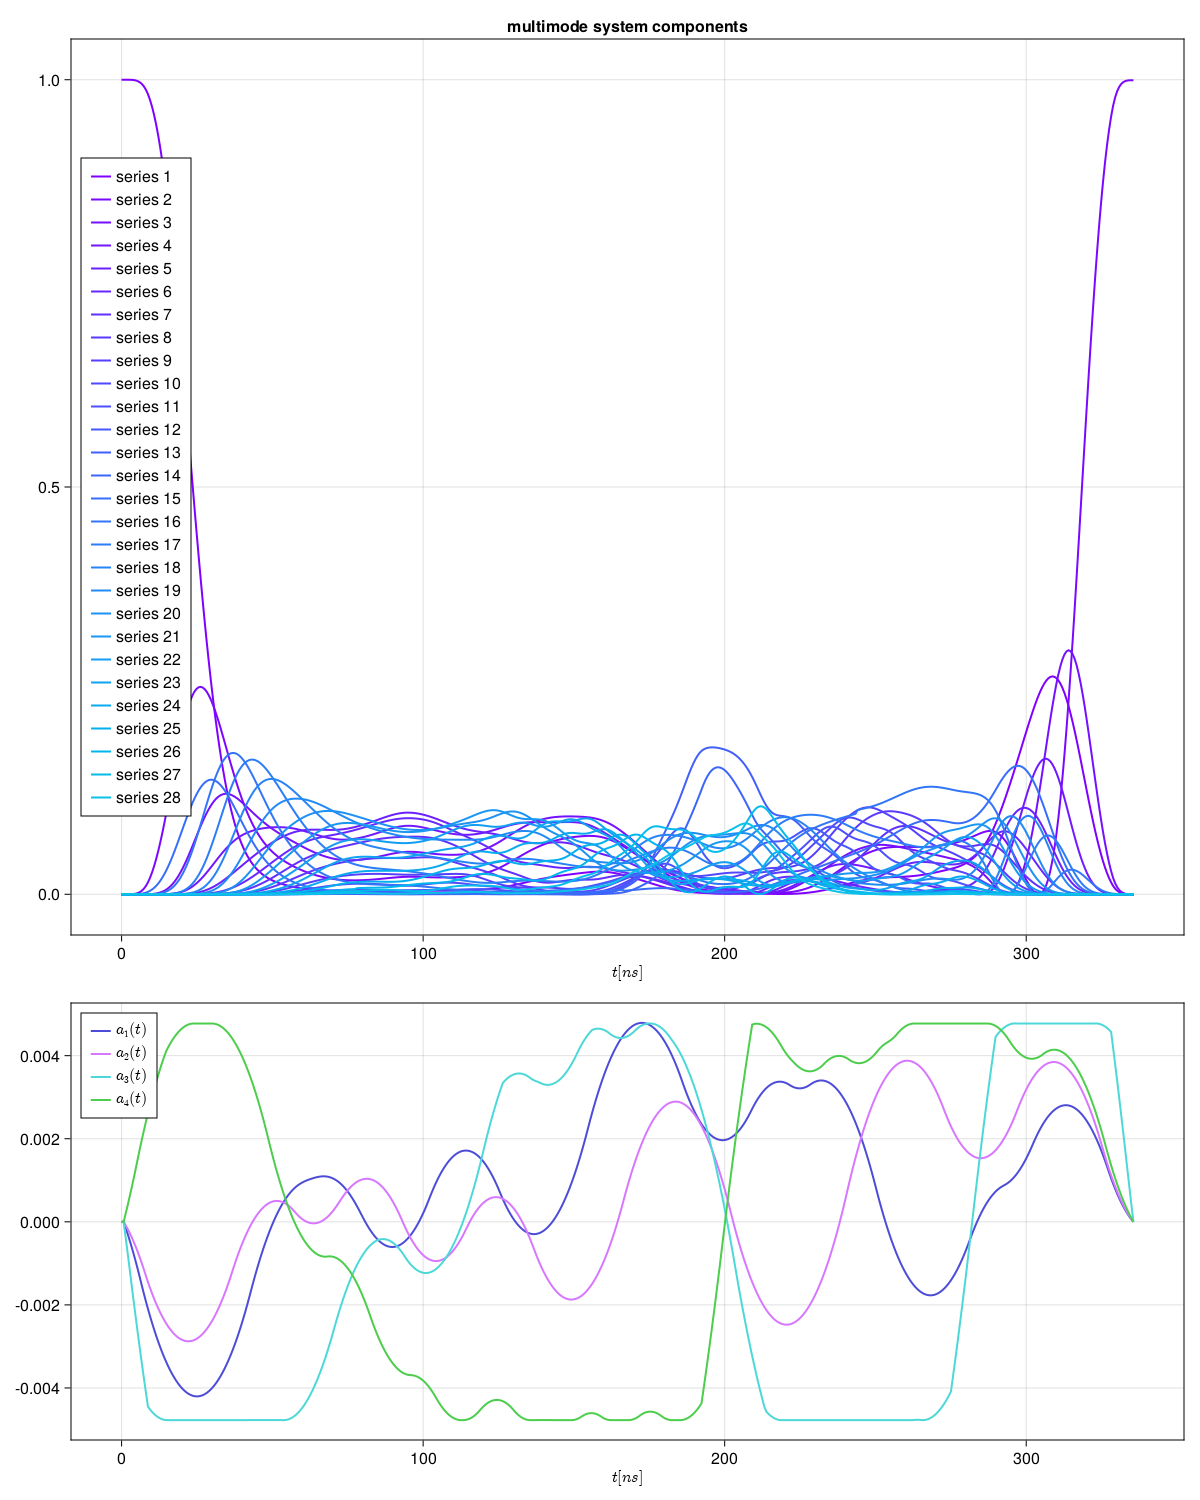 multimode system components
1.0
series 1
series 2
series 3
series 4
series 5
series 6
series 7
series 8
series 9
series 10
series 11
series 12
series 13
series 14
series 15
series 16
series 17
series 18
series 19
series 20
series 21
series 22
series 23
series 24
series 25
series 26
series 27
series 28
0.5
0.0
0 100 200 300
t[ns]
a₁(t)
a₂(t)
a₃(t)
a₄(t)
0.004
0.002
0.000
-0.002
-0.004
0 100 200 300
t[ns]